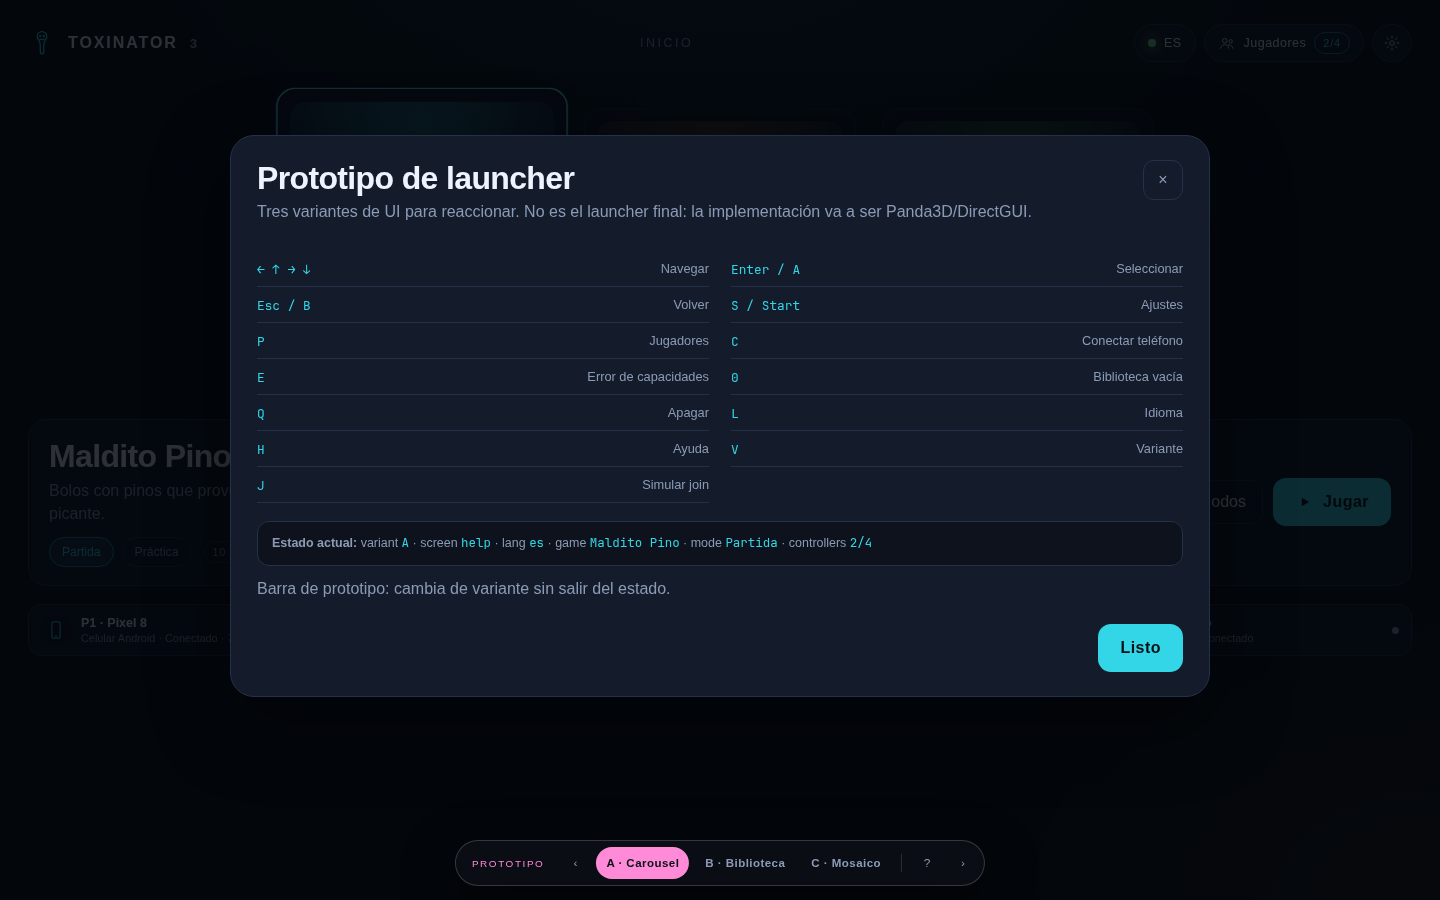 TOXINATOR 3
INICIO
ES
Jugadores 2/4
Prototipo de launcher
×
Tres variantes de UI para reaccionar. No es el launcher final: la implementación va a ser Panda3D/DirectGUI.
← ↑ → ↓ Navegar
Enter / A Seleccionar
Esc / B Volver
S / Start Ajustes
P Jugadores
C Conectar teléfono
E Error de capacidades
0 Biblioteca vacía
Q Apagar
L Idioma
H Ayuda
V Variante
J Simular join
Estado actual: variant A · screen help · lang es · game Maldito Pino · mode Partida · controllers 2/4
Barra de prototipo: cambia de variante sin salir del estado.
Listo
Maldito Pino
Bolos con pinos que
picante.
Partida
Práctica
10
Jugar
P1 · Pixel 8
Celular Android · Conectado ·
PROTOTIPO
‹
A · Carousel
B · Biblioteca
C · Mosaico
?
›